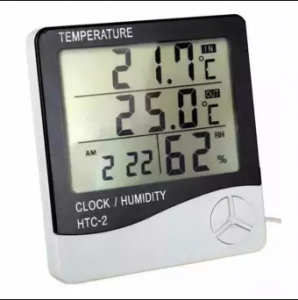 TEMPERATURE
21.7 IN °C
25.0 OUT °C
AM 2 22 62 RH %
CLOCK / HUMIDITY
HTC-2